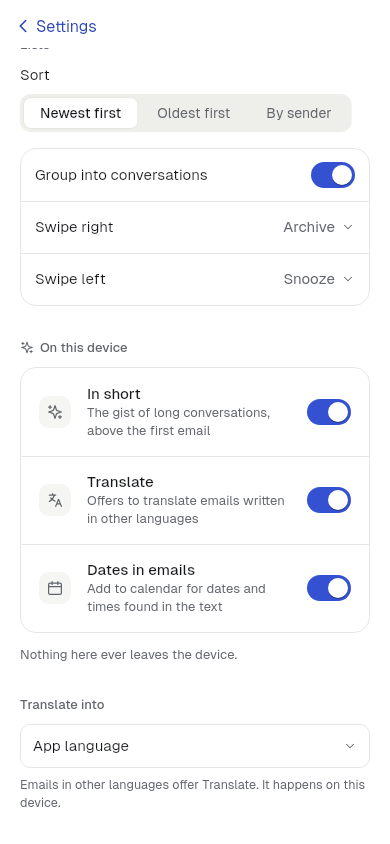 Settings
Sort
Newest first
Oldest first
By sender
Group into conversations
Swipe right
Archive
Swipe left
Snooze
On this device
In short
The gist of long conversations,
above the first email
Translate
Offers to translate emails written
in other languages
Dates in emails
Add to calendar for dates and
times found in the text
Nothing here ever leaves the device.
Translate into
App language
Emails in other languages offer Translate. It happens on this
device.